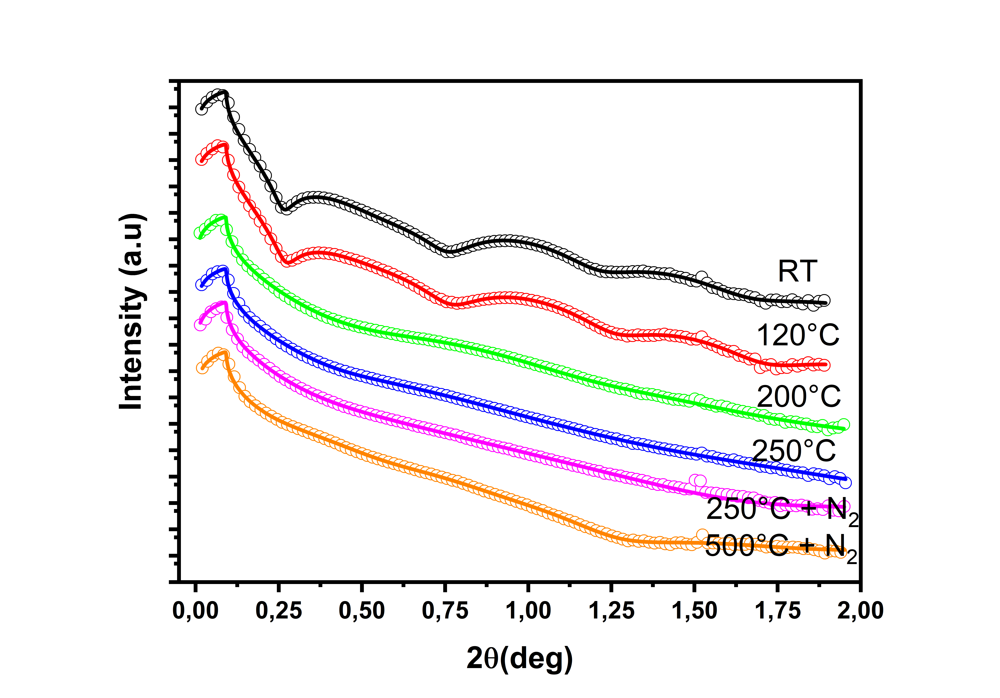 Intensity (a.u)
RT
120°C
200°C
250°C
250°C + N₂
500°C + N₂
0,00 0,25 0,50 0,75 1,00 1,25 1,50 1,75 2,00
2θ(deg)